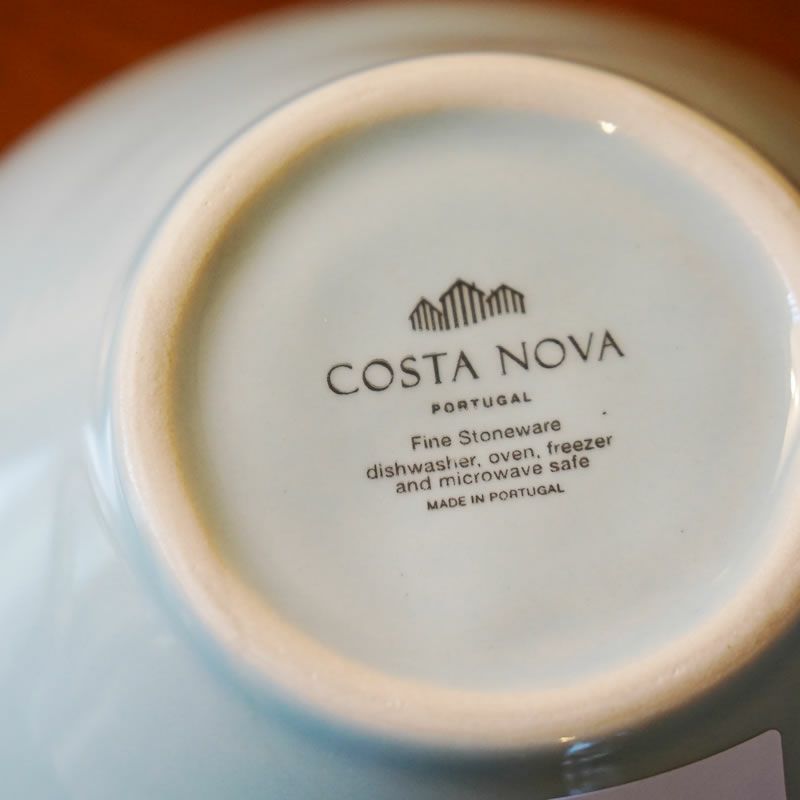 COSTA NOVA
PORTUGAL
Fine Stoneware
dishwasher, oven, freezer
and microwave safe
MADE IN PORTUGAL